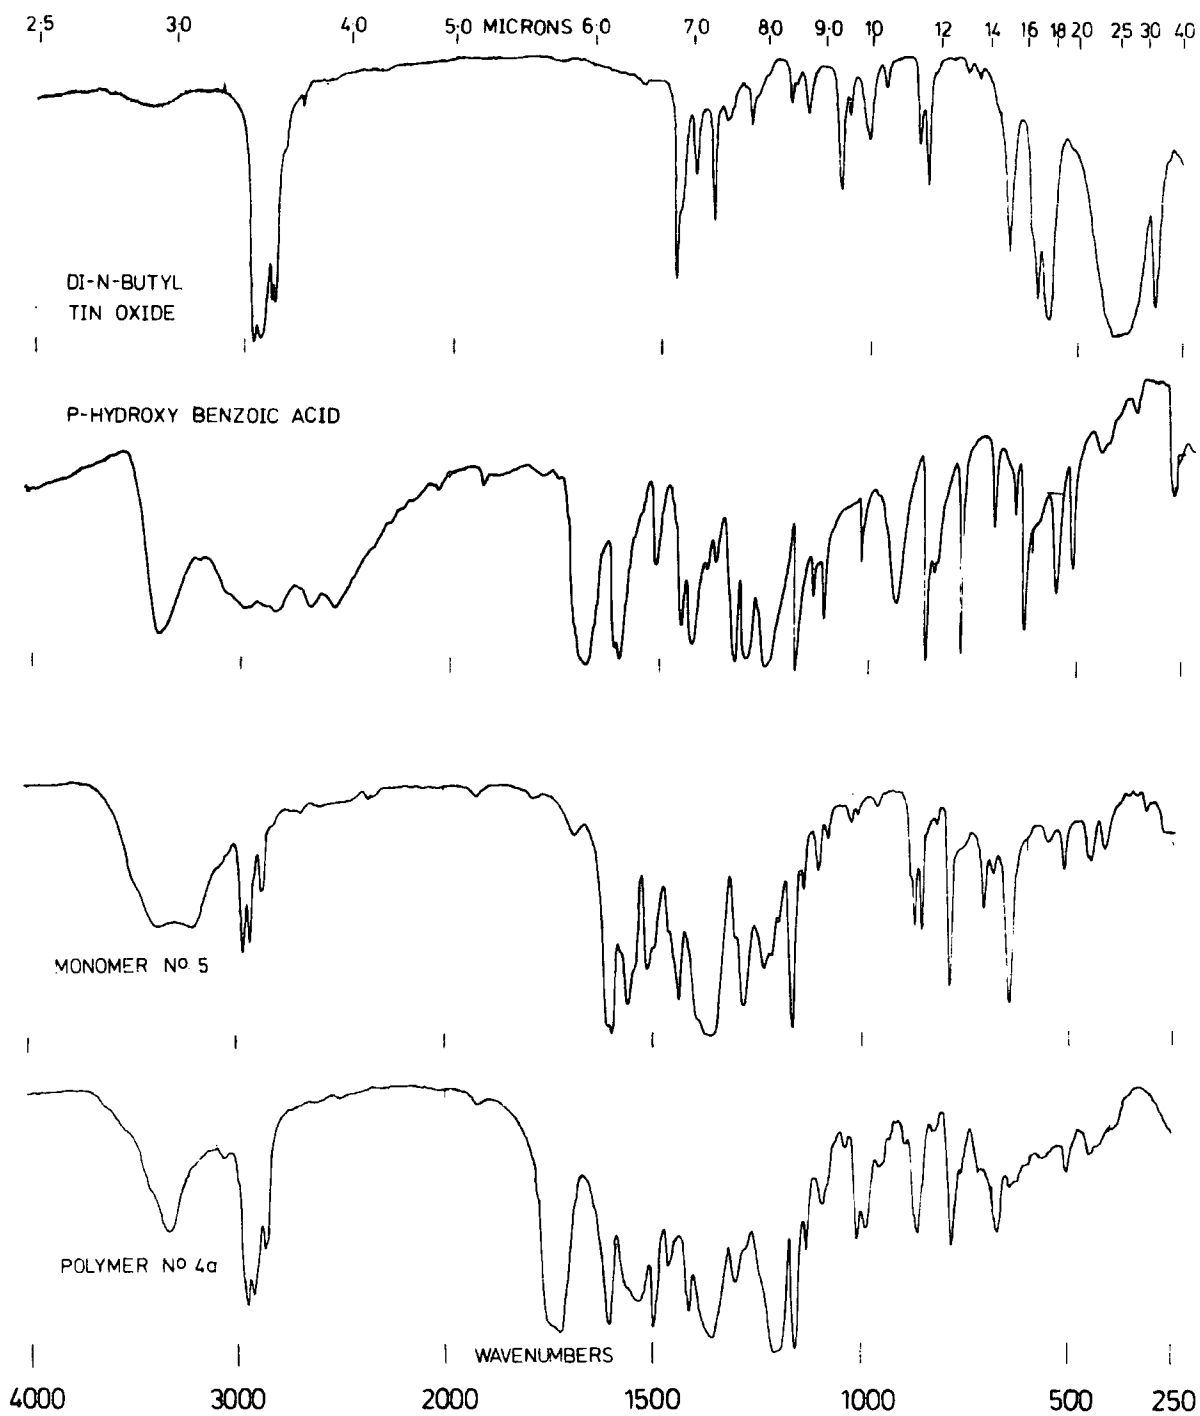 2·5 3·0 4·0 5·0 MICRONS 6·0 7·0 8·0 9·0 10 12 14 16 18 20 25 30 40
DI-N-BUTYL
TIN OXIDE
P-HYDROXY BENZOIC ACID
MONOMER Nº 5
POLYMER Nº 4a
WAVENUMBERS
4000 3000 2000 1500 1000 500 250